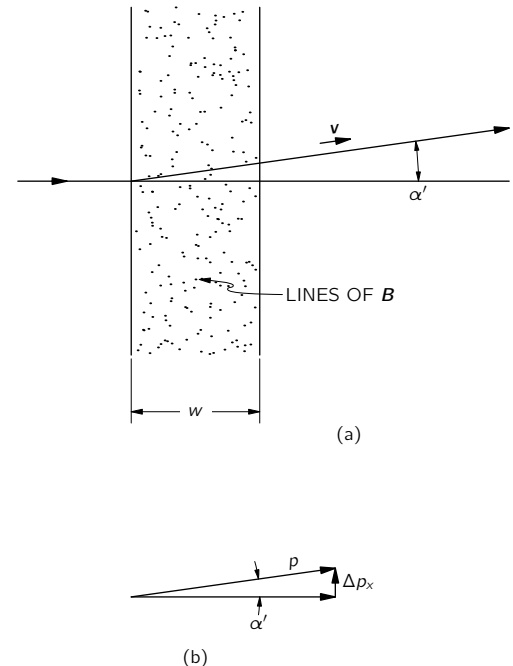 v
α′
LINES OF B
w
(a)
p
Δpₓ
α′
(b)